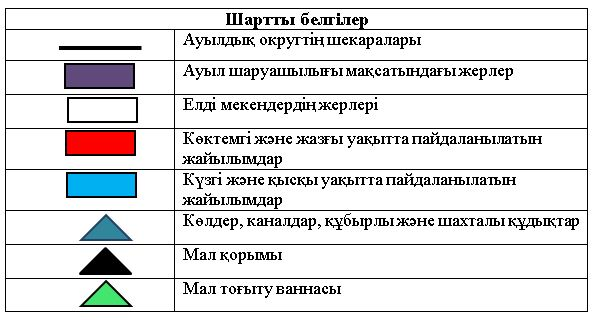 Шартты белгілер
Ауылдық округтің шекаралары
Ауыл шаруашылығы мақсатындағы жерлер
Елді мекендердің жерлері
Көктемгі және жазғы уақытта пайдаланылатын
жайылымдар
Күзгі және қысқы уақытта пайдаланылатын
жайылымдар
Көлдер, каналдар, құбырлы және шахталы құдықтар
Мал қорымы
Мал тоғыту ваннасы